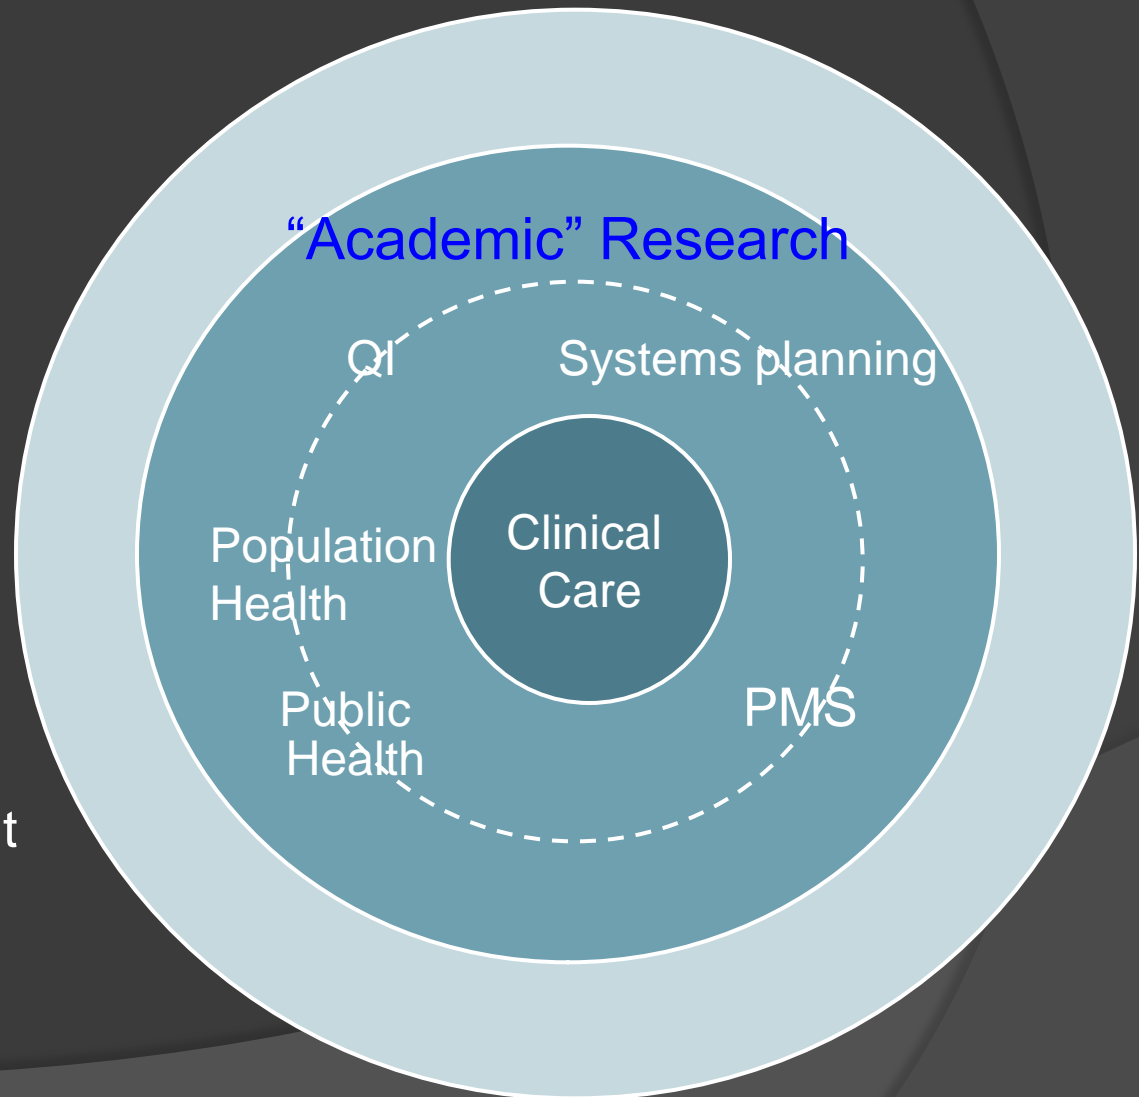 “Academic” Research
QI
Systems planning
Population
Health
Clinical
Care
Public
Health
PMS
t